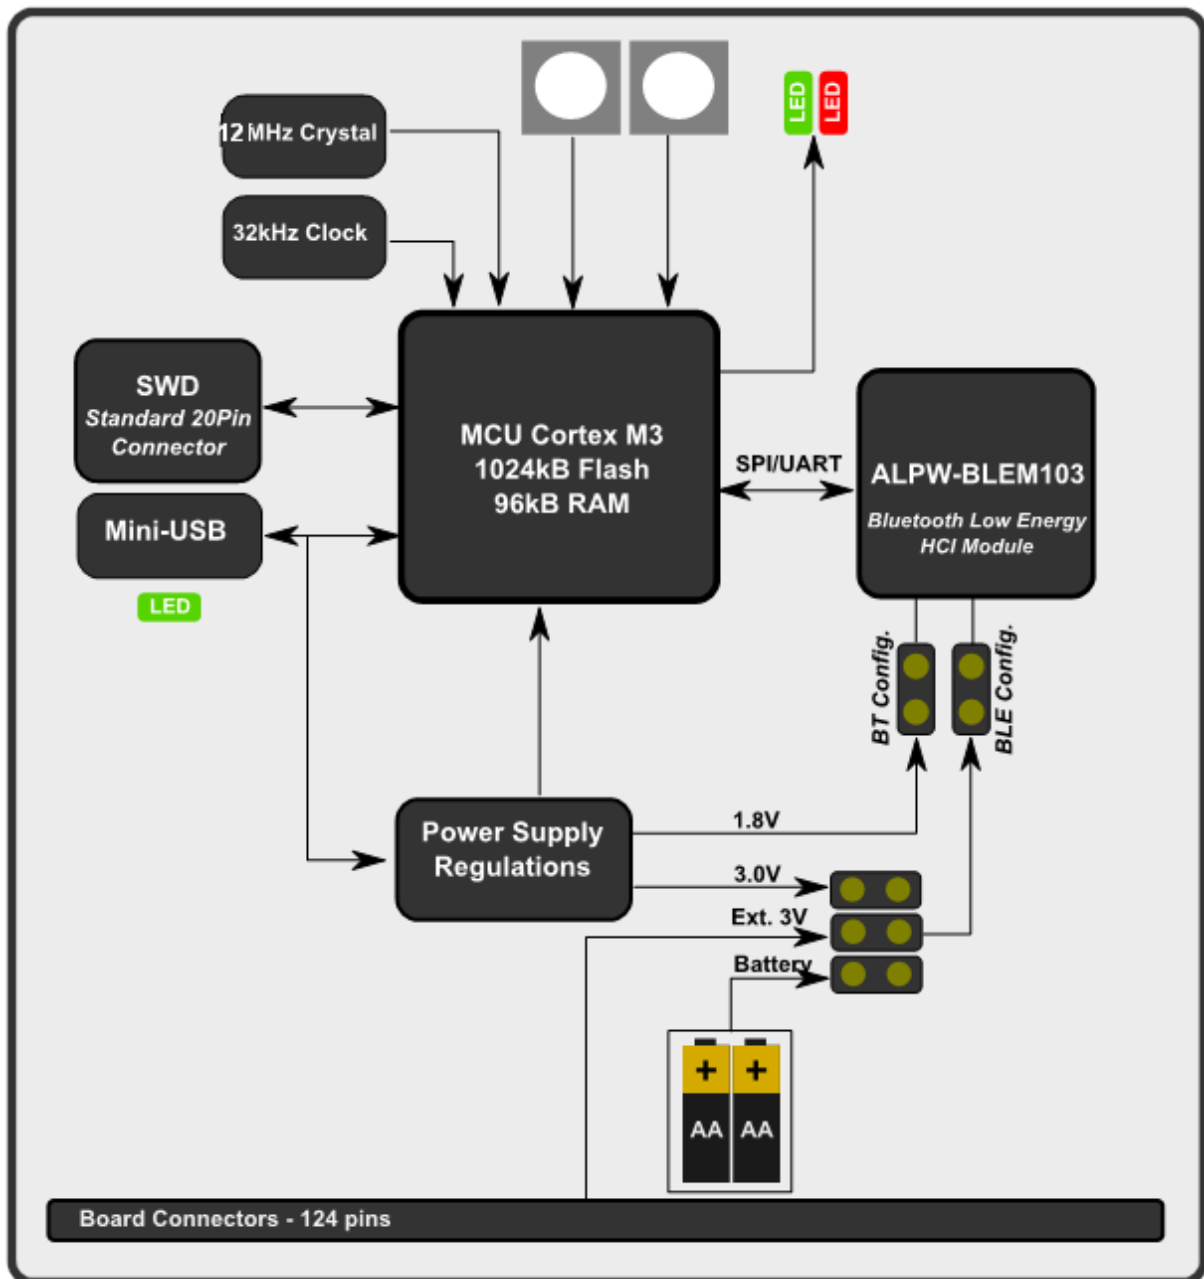 12MHz Crystal
32kHz Clock
LED
LED
SWD
Standard 20Pin
Connector
Mini-USB
LED
MCU Cortex M3
1024kB Flash
96kB RAM
SPI/UART
ALPW-BLEM103
Bluetooth Low Energy
HCI Module
BT Config.
BLE Config.
Power Supply
Regulations
1.8V
3.0V
Ext. 3V
Battery
+ +
AA AA
Board Connectors - 124 pins